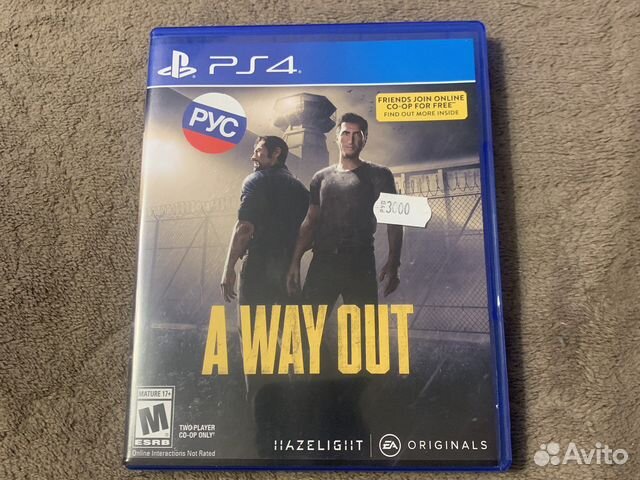 PS4
РУС
FRIENDS JOIN ONLINE
CO-OP FOR FREE
FIND OUT MORE INSIDE
РУБ 3000
A WAY OUT
MATURE 17+
M
ESRB
TWO PLAYER
CO-OP ONLY
Online Interactions Not Rated
HAZELIGHT
EA ORIGINALS
Avito